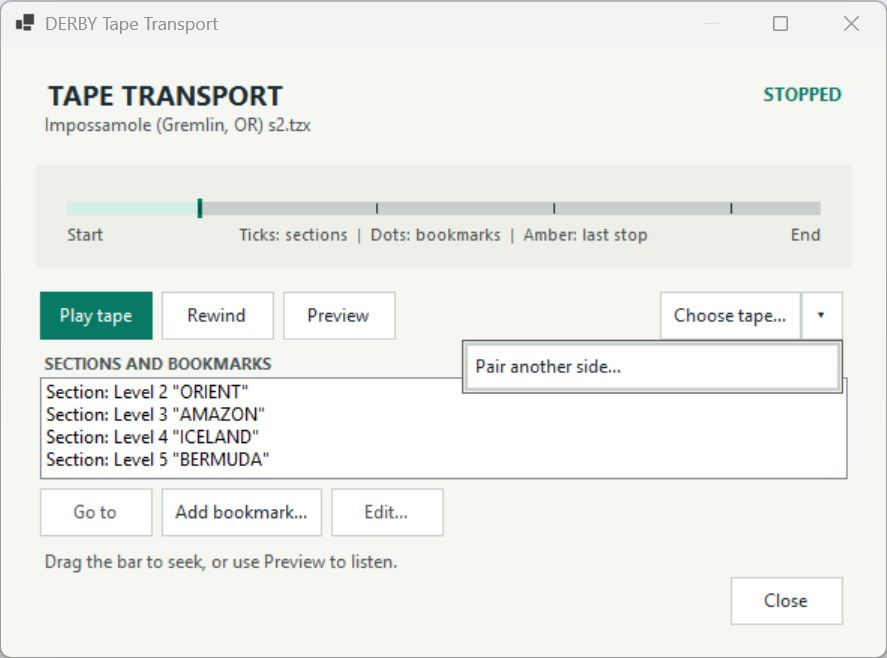 DERBY Tape Transport
TAPE TRANSPORT
STOPPED
Impossamole (Gremlin, OR) s2.tzx
Start
Ticks: sections | Dots: bookmarks | Amber: last stop
End
Play tape
Rewind
Preview
Choose tape...
Pair another side...
SECTIONS AND BOOKMARKS
Section: Level 2 "ORIENT"
Section: Level 3 "AMAZON"
Section: Level 4 "ICELAND"
Section: Level 5 "BERMUDA"
Go to
Add bookmark...
Edit...
Drag the bar to seek, or use Preview to listen.
Close